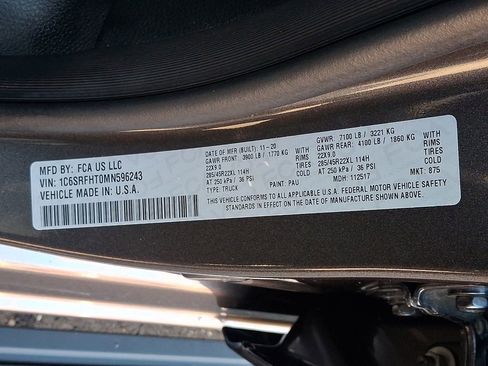 MFD BY: FCA US LLC
VIN: 1C6SRFHT0MN596243
VEHICLE MADE IN: U.S.A.
DATE OF MFR (BUILT): 11-20
GVWR: 7100 LB / 3221 KG
GAWR FRONT: 3900 LB / 1770 KG WITH
GAWR REAR: 4100 LB / 1860 KG WITH
22X9.0 RIMS
22X9.0 RIMS
285/45R22XL 114H TIRES
285/45R22XL 114H TIRES
AT 250 kPa / 36 PSI
AT 250 kPa / 36 PSI
TYPE: TRUCK PAINT: PAU MDH: 112517 MKT: 875
THIS VEHICLE CONFORMS TO ALL APPLICABLE U.S.A. FEDERAL MOTOR VEHICLE SAFETY
STANDARDS IN EFFECT ON THE DATE OF MANUFACTURE SHOWN ABOVE.